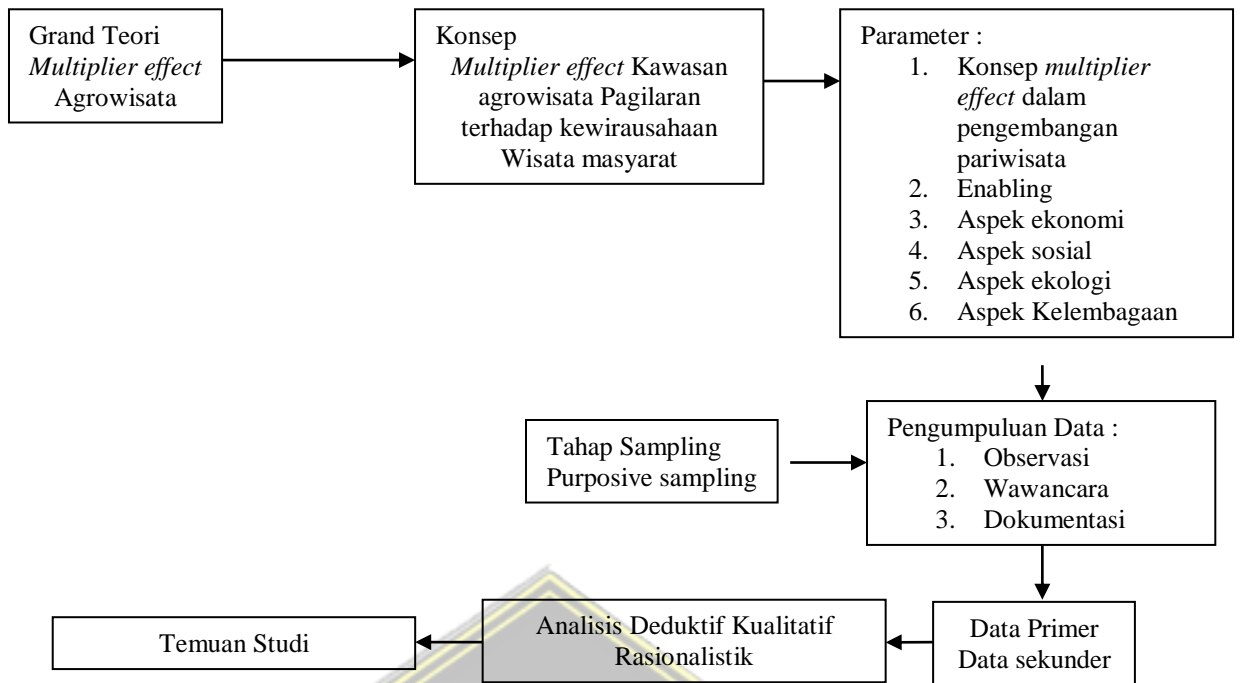 Grand Teori
Multiplier effect
Agrowisata
Konsep
Multiplier effect Kawasan
agrowisata Pagilaran
terhadap kewirausahaan
Wisata masyarat
Parameter :
1. Konsep multiplier
effect dalam
pengembangan
pariwisata
2. Enabling
3. Aspek ekonomi
4. Aspek sosial
5. Aspek ekologi
6. Aspek Kelembagaan
Tahap Sampling
Purposive sampling
Pengumpuluan Data :
1. Observasi
2. Wawancara
3. Dokumentasi
Data Primer
Data sekunder
Analisis Deduktif Kualitatif
Rasionalistik
Temuan Studi